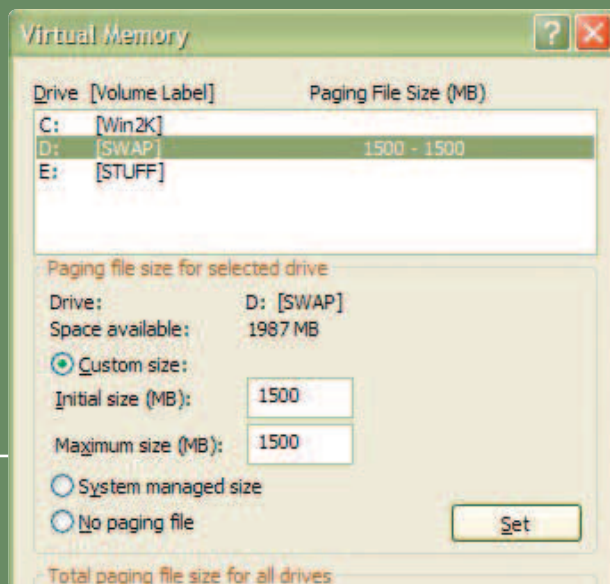 Virtual Memory
Drive [Volume Label] Paging File Size (MB)
C: [Win2K]
D: [SWAP] 1500 - 1500
E: [STUFF]
Paging file size for selected drive
Drive: D: [SWAP]
Space available: 1987 MB
Custom size:
Initial size (MB): 1500
Maximum size (MB): 1500
System managed size
No paging file Set
Total paging file size for all drives